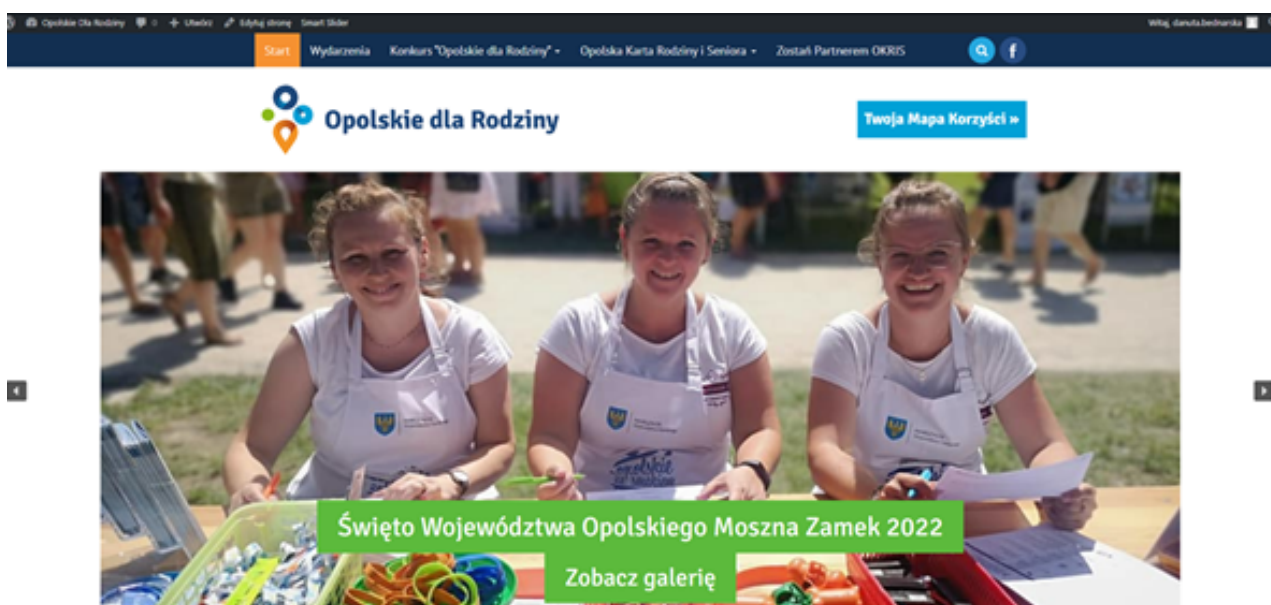 Opolskie Dla Rodziny 0 + Utwórz Edytuj stronę Smart Slider Witaj, danuta.bednarska
Start Wydarzenia Konkurs "Opolskie dla Rodziny" Opolska Karta Rodziny i Seniora Zostań Partnerem OKRIS f
Opolskie dla Rodziny
Twoja Mapa Korzyści »
opolskie
Święto Województwa Opolskiego Moszna Zamek 2022
Zobacz galerię